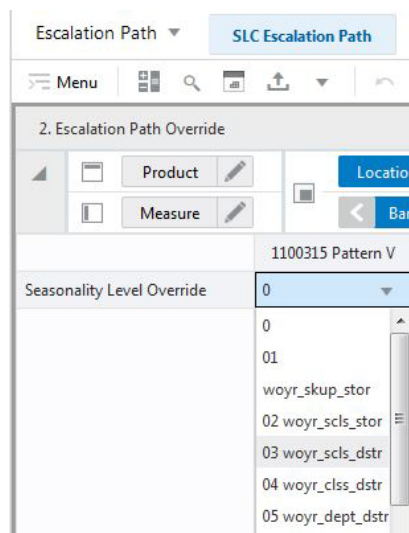 Escalation Path SLC Escalation Path
Menu
2. Escalation Path Override
Product Locatio
Measure Bar
1100315 Pattern V
Seasonality Level Override 0
0
01
woyr_skup_stor
02 woyr_scls_stor
03 woyr_scls_dstr
04 woyr_clss_dstr
05 woyr_dept_dstr